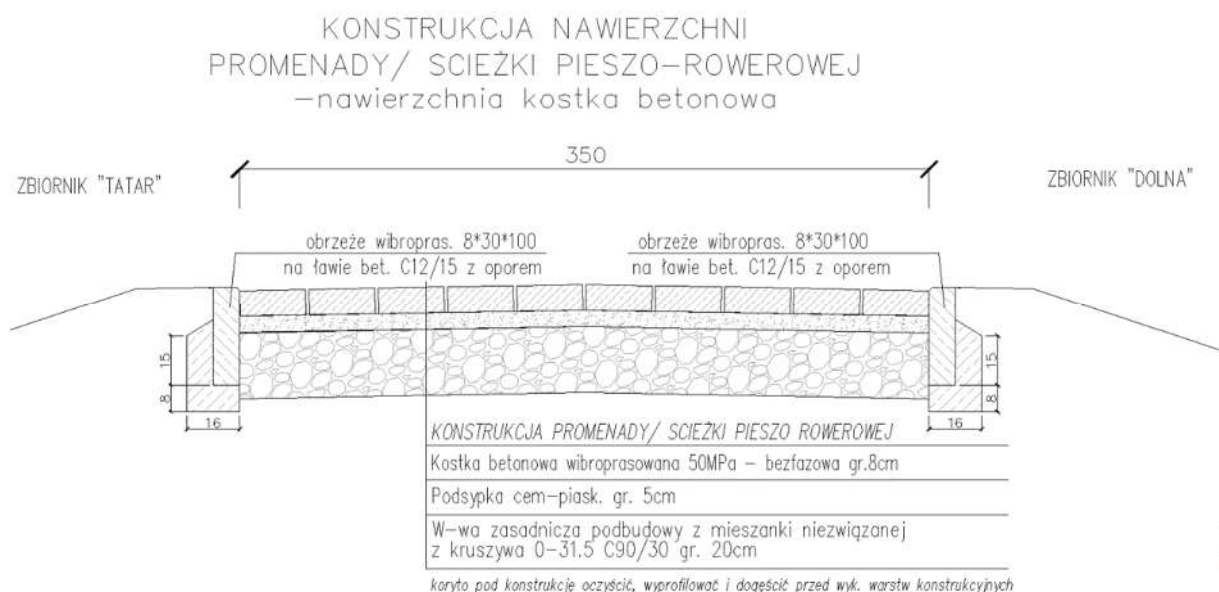 KONSTRUKCJA NAWIERZCHNI
PROMENADY/ SCIEŻKI PIESZO-ROWEROWEJ
-nawierzchnia kostka betonowa
350
ZBIORNIK "TATAR"
ZBIORNIK "DOLNA"
obrzeże wibropras. 8*30*100
na ławie bet. C12/15 z oporem
obrzeże wibropras. 8*30*100
na ławie bet. C12/15 z oporem
15
8
16
15
8
16
KONSTRUKCJA PROMENADY/ SCIEŻKI PIESZO ROWEROWEJ
Kostka betonowa wibroprasowana 50MPa - bezfazowa gr.8cm
Podsypka cem-piask. gr. 5cm
W-wa zasadnicza podbudowy z mieszanki niezwiązanej
z kruszywa 0-31.5 C90/30 gr. 20cm
koryto pod konstrukcję oczyścić, wyprofilować i dogęścić przed wyk. warstw konstrukcyjnych